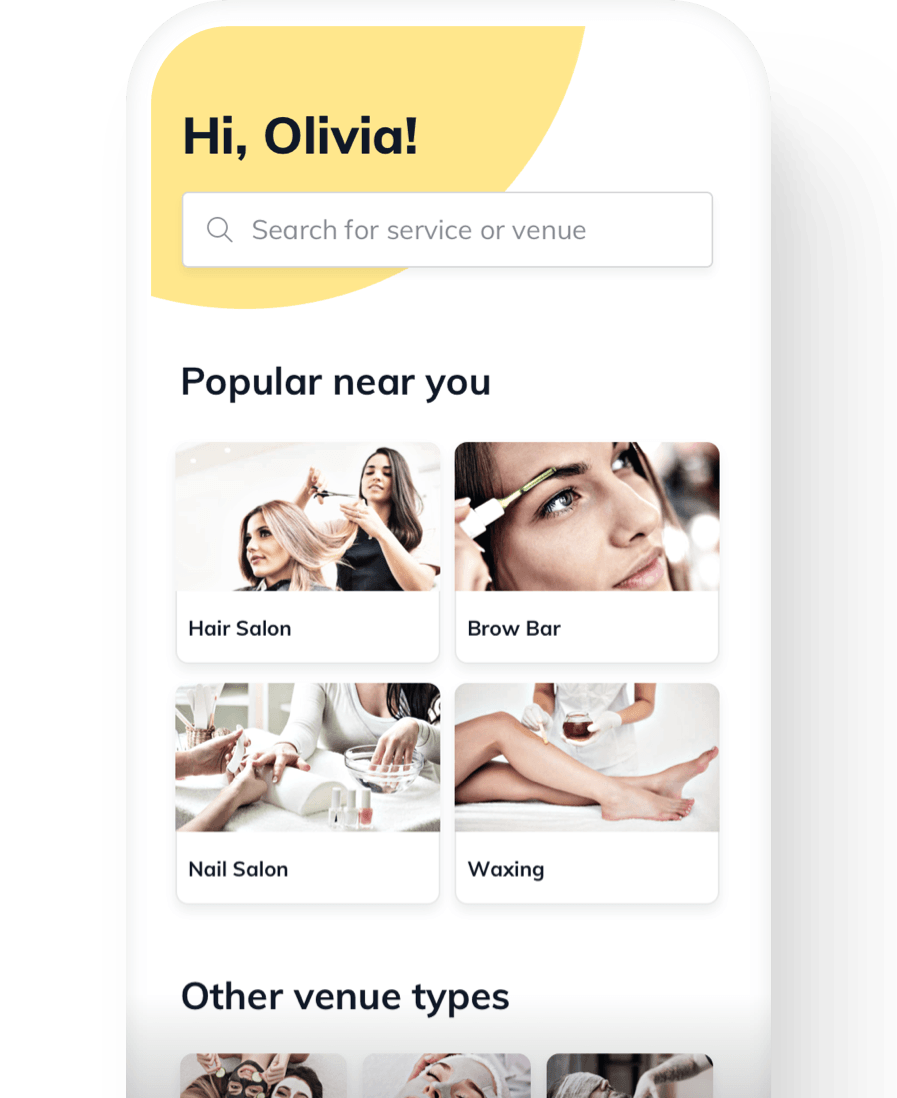 Hi, Olivia!
Search for service or venue
Popular near you
Hair Salon
Brow Bar
Nail Salon
Waxing
Other venue types